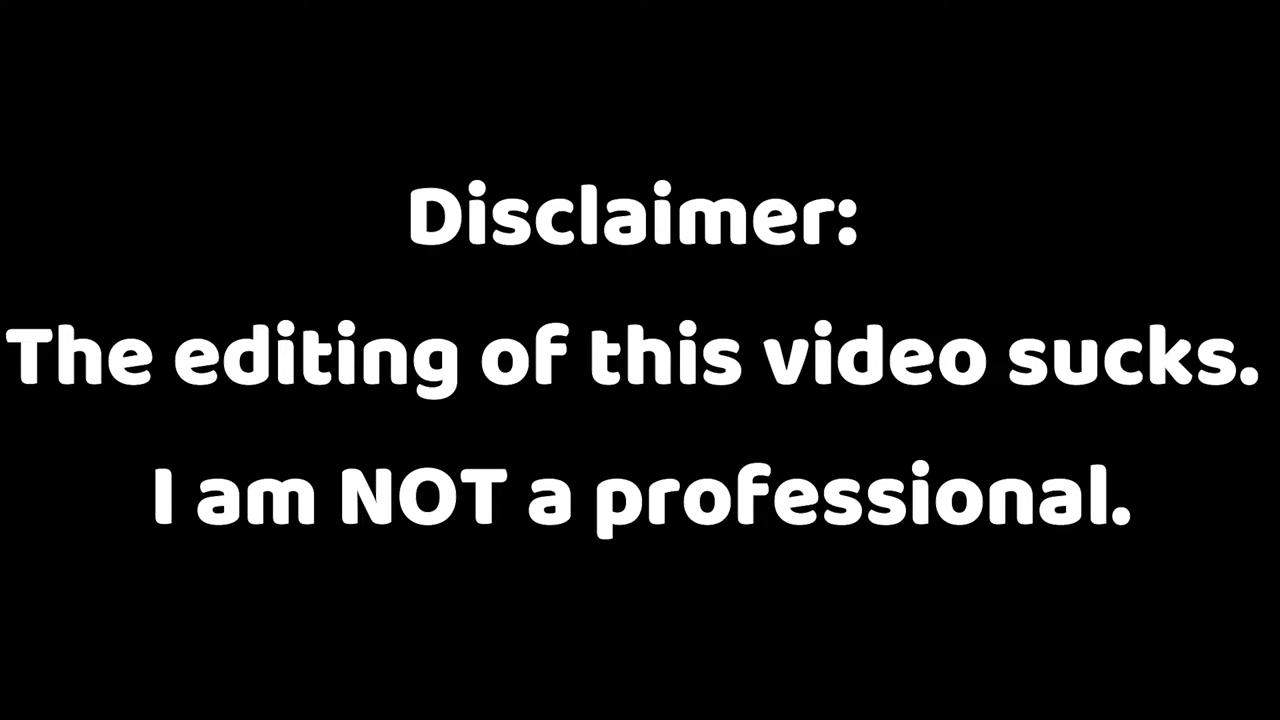 Disclaimer:
The editing of this video sucks.
I am NOT a professional.